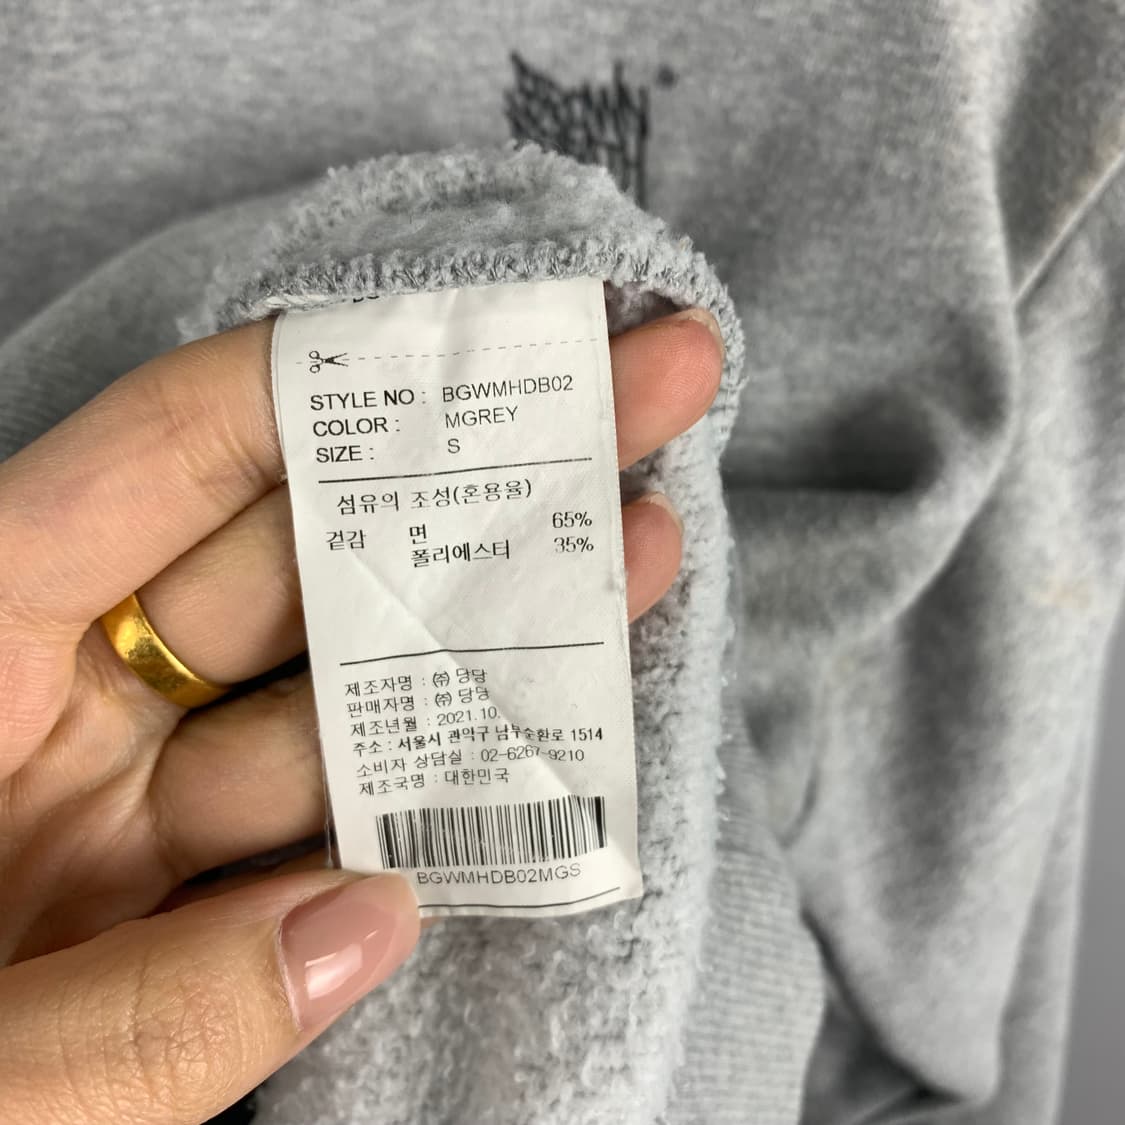 STYLE NO : BGWMHDB02
COLOR : MGREY
SIZE : S
섬유의 조성(혼용율)
겉감 면 65%
폴리에스터 35%
제조자명 : ㈜ 당당
판매자명 : ㈜ 당당
제조년월 : 2021.10.
주소 : 서울시 관악구 남부순환로 1514
소비자 상담실 : 02-6267-9210
제조국명 : 대한민국
BGWMHDB02MGS